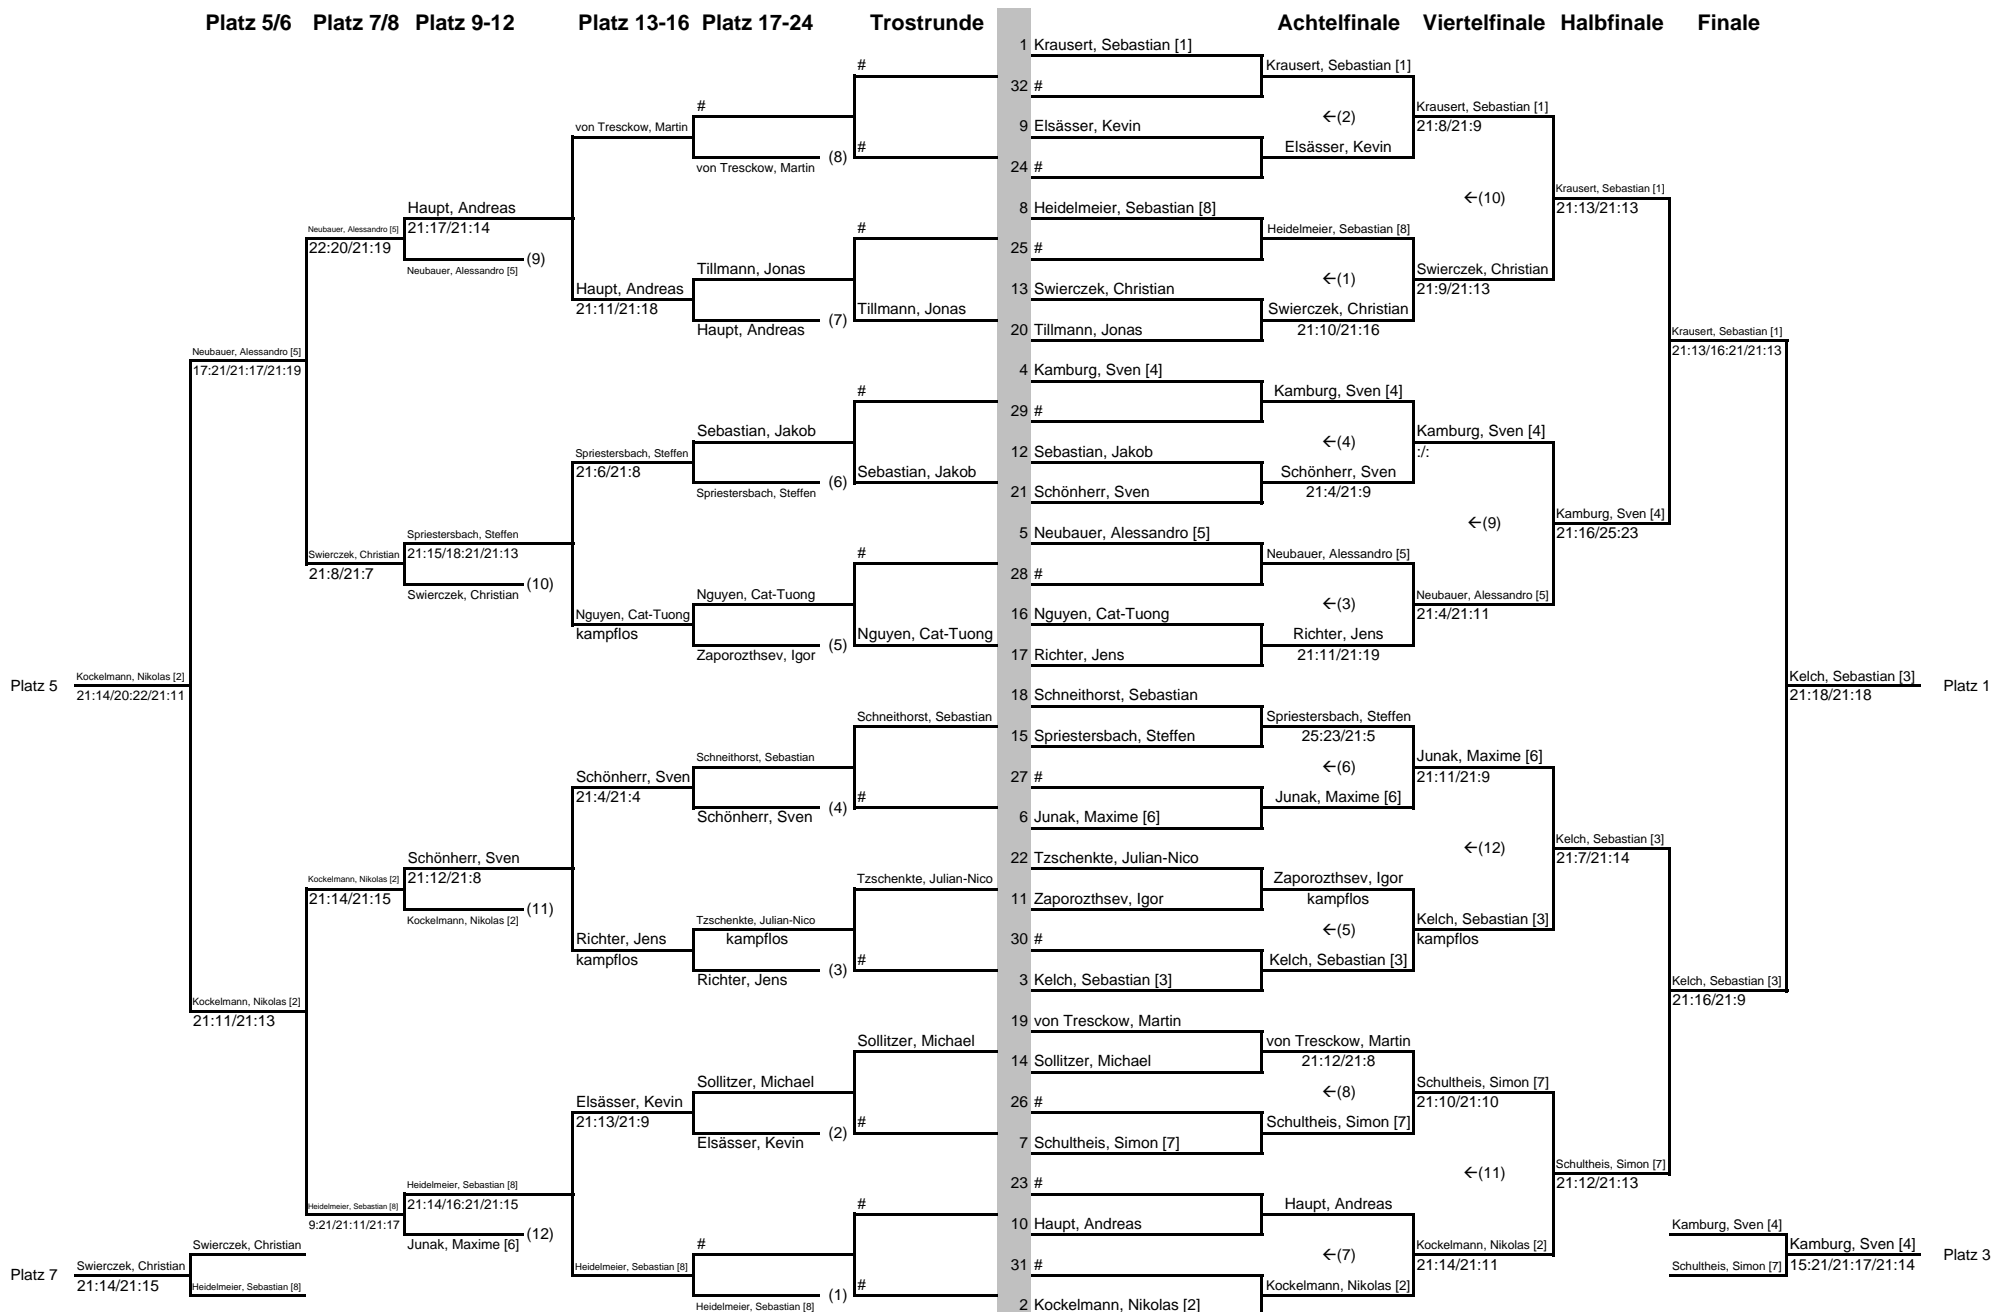 Platz 5/6 Platz 7/8 Platz 9-12 Platz 13-16 Platz 17-24 Trostrunde Achtelfinale Viertelfinale Halbfinale Finale
1 Krausert, Sebastian [1]
# Krausert, Sebastian [1]
32 #
# Krausert, Sebastian [1]
von Tresckow, Martin 9 Elsässer, Kevin ←(2) 21:8/21:9
(8) # Elsässer, Kevin
von Tresckow, Martin 24 #
Krausert, Sebastian [1]
Haupt, Andreas 8 Heidelmeier, Sebastian [8] ←(10) 21:13/21:13
Neubauer, Alessandro [5] 21:17/21:14 # Heidelmeier, Sebastian [8]
22:20/21:19 25 #
(9)
Neubauer, Alessandro [5] Tillmann, Jonas ←(1) Swierczek, Christian
Haupt, Andreas 13 Swierczek, Christian 21:9/21:13
21:11/21:18 Tillmann, Jonas Swierczek, Christian
Haupt, Andreas (7) 20 Tillmann, Jonas 21:10/21:16 Krausert, Sebastian [1]
Neubauer, Alessandro [5] 21:13/16:21/21:13
17:21/21:17/21:19 4 Kamburg, Sven [4]
# Kamburg, Sven [4]
29 #
Sebastian, Jakob ←(4) Kamburg, Sven [4]
Spriestersbach, Steffen 12 Sebastian, Jakob :/:
21:6/21:8 Sebastian, Jakob Schönherr, Sven
Spriestersbach, Steffen (6) 21 Schönherr, Sven 21:4/21:9
Kamburg, Sven [4]
Spriestersbach, Steffen 5 Neubauer, Alessandro [5] ←(9) 21:16/25:23
Swierczek, Christian 21:15/18:21/21:13 # Neubauer, Alessandro [5]
21:8/21:7 28 #
(10)
Swierczek, Christian Nguyen, Cat-Tuong ←(3) Neubauer, Alessandro [5]
Nguyen, Cat-Tuong 16 Nguyen, Cat-Tuong 21:4/21:11
kampflos Nguyen, Cat-Tuong Richter, Jens
Zaporozthsev, Igor (5) 17 Richter, Jens 21:11/21:19
Platz 5 Kockelmann, Nikolas [2] Kelch, Sebastian [3] Platz 1
21:14/20:22/21:11 18 Schneithorst, Sebastian 21:18/21:18
Schneithorst, Sebastian Spriestersbach, Steffen
15 Spriestersbach, Steffen 25:23/21:5
Schneithorst, Sebastian ←(6) Junak, Maxime [6]
Schönherr, Sven 27 # 21:11/21:9
21:4/21:4 (4) # Junak, Maxime [6]
Schönherr, Sven 6 Junak, Maxime [6]
Kelch, Sebastian [3]
Schönherr, Sven 22 Tzschenkte, Julian-Nico ←(12) 21:7/21:14
Kockelmann, Nikolas [2] 21:12/21:8 Tzschenkte, Julian-Nico Zaporozthsev, Igor
21:14/21:15 11 Zaporozthsev, Igor kampflos
(11)
Kockelmann, Nikolas [2] Tzschenkte, Julian-Nico ←(5) Kelch, Sebastian [3]
Richter, Jens kampflos 30 # kampflos
kampflos (3) # Kelch, Sebastian [3]
Richter, Jens 3 Kelch, Sebastian [3] Kelch, Sebastian [3]
Kockelmann, Nikolas [2] 21:16/21:9
21:11/21:13 19 von Tresckow, Martin
Sollitzer, Michael von Tresckow, Martin
14 Sollitzer, Michael 21:12/21:8
Sollitzer, Michael ←(8) Schultheis, Simon [7]
Elsässer, Kevin 26 # 21:10/21:10
21:13/21:9 (2) # Schultheis, Simon [7]
Elsässer, Kevin 7 Schultheis, Simon [7]
Schultheis, Simon [7]
Heidelmeier, Sebastian [8] 23 # ←(11) 21:12/21:13
Heidelmeier, Sebastian [8] 21:14/16:21/21:15 # Haupt, Andreas
9:21/21:11/21:17 10 Haupt, Andreas Kamburg, Sven [4]
(12)
Swierczek, Christian Junak, Maxime [6] # ←(7) Kockelmann, Nikolas [2] Kamburg, Sven [4] Platz 3
Platz 7 Swierczek, Christian Heidelmeier, Sebastian [8] 31 # 21:14/21:11 Schultheis, Simon [7] 15:21/21:17/21:14
21:14/21:15 Heidelmeier, Sebastian [8] (1) # Kockelmann, Nikolas [2]
Heidelmeier, Sebastian [8] 2 Kockelmann, Nikolas [2]